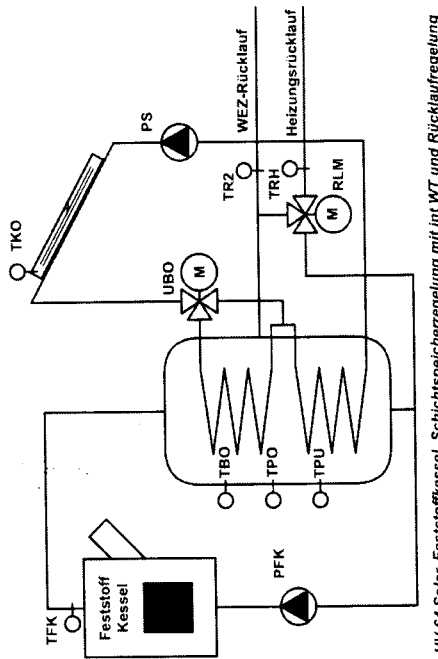 TKO
PS
WEZ-Rücklauf
Heizungsrücklauf
TR2
TRH
RLM
M
UBO
M
TBO
TPO
TPU
TFK
Feststoff
Kessel
PFK
Solar, Feststoffkessel, Schichtspeicherregelung mit int WT und Rücklaufregelung